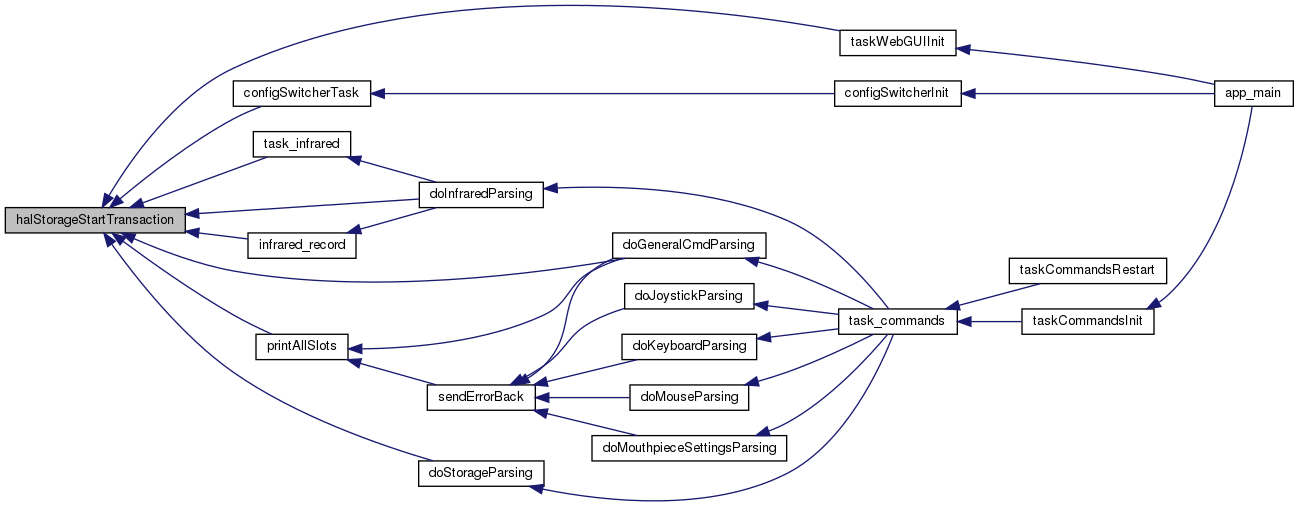 taskWebGUIInit
configSwitcherTask
configSwitcherInit
app_main
task_infrared
doInfraredParsing
halStorageStartTransaction
infrared_record
doGeneralCmdParsing
taskCommandsRestart
doJoystickParsing
task_commands
taskCommandsInit
printAllSlots
doKeyboardParsing
sendErrorBack
doMouseParsing
doMouthpieceSettingsParsing
doStorageParsing